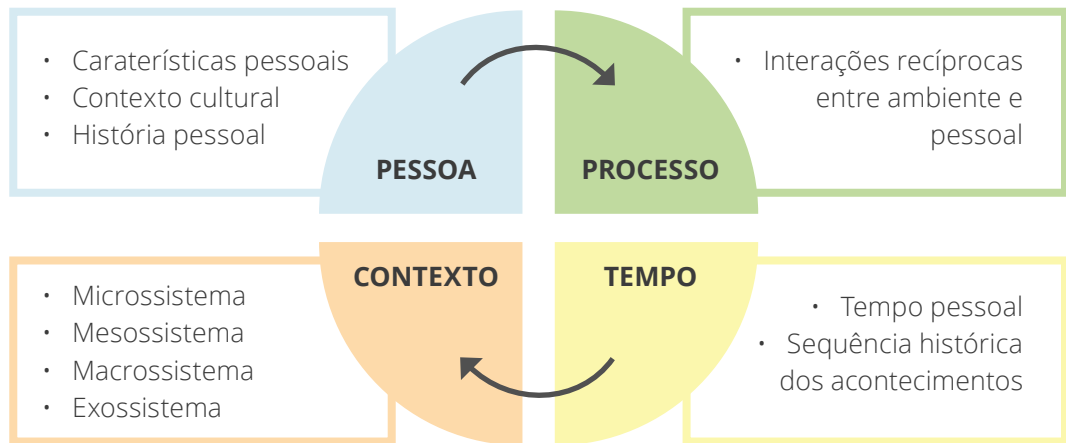 • Caraterísticas pessoais
• Contexto cultural
• História pessoal
PESSOA
PROCESSO
• Interações recíprocas
entre ambiente e
pessoal
• Microssistema
• Mesossistema
• Macrossistema
• Exossistema
CONTEXTO
TEMPO
• Tempo pessoal
• Sequência histórica
dos acontecimentos